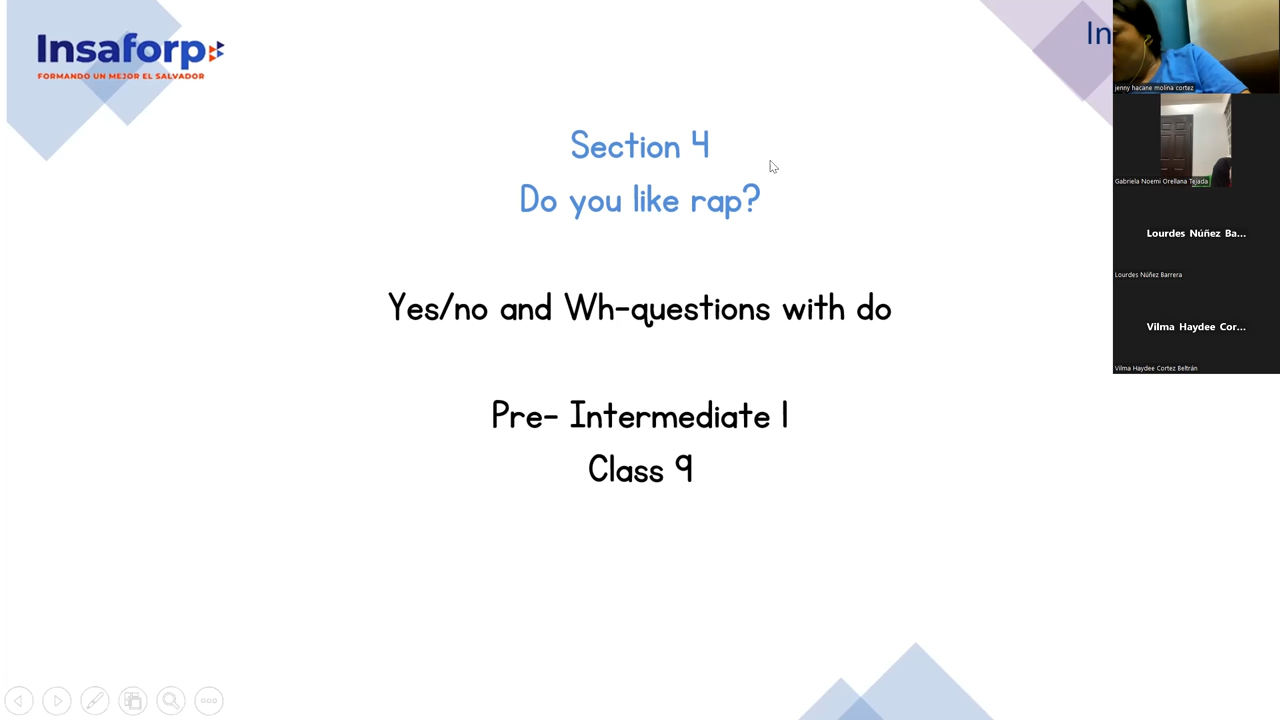 Insaforp
FORMANDO UN MEJOR EL SALVADOR
In
Section 4
Do you like rap?
Yes/no and Wh-questions with do
Pre- Intermediate 1
Class 9
jenny hacane molina cortez
Gabriela Noemi Orellana Tejada
Lourdes Núñez Ba...
Lourdes Núñez Barrera
Vilma Haydee Cor...
Vilma Haydee Cortez Beltrán